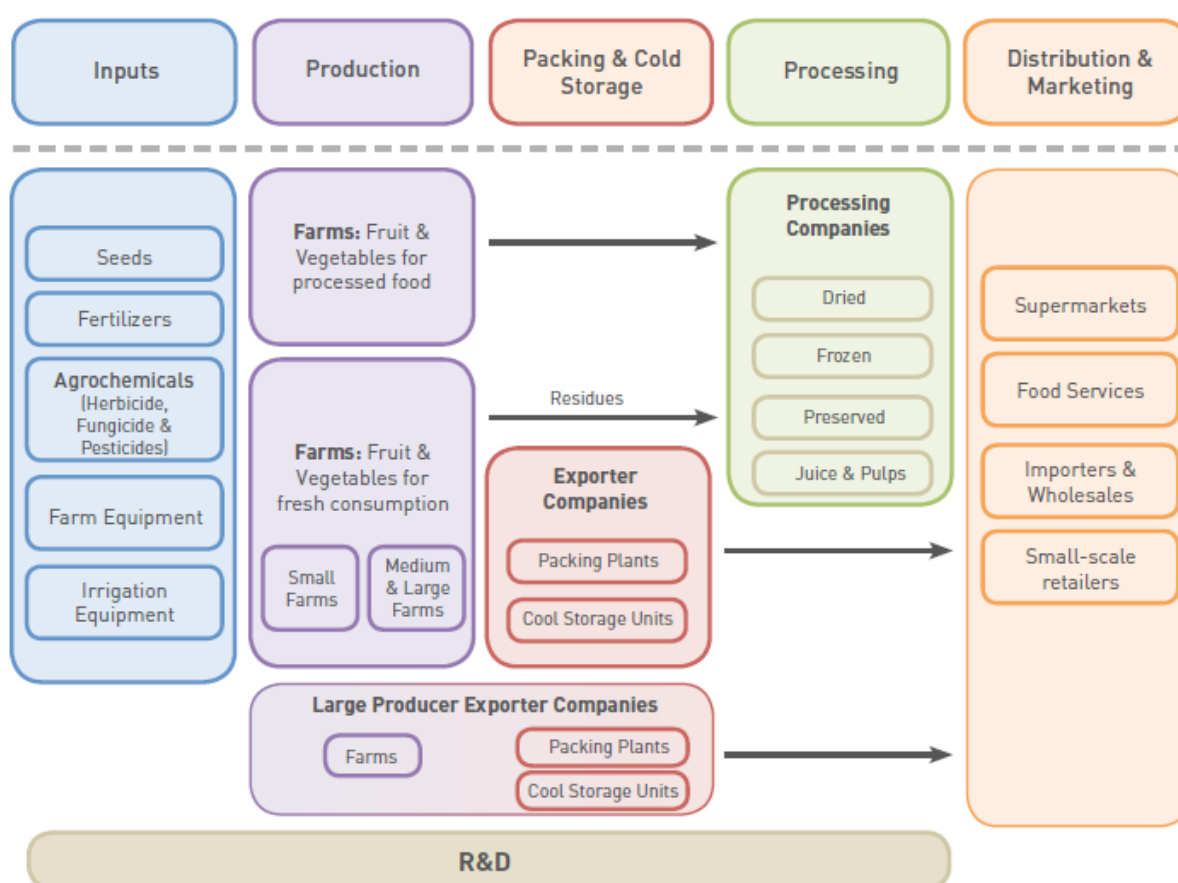 Inputs
Production
Packing & Cold
Storage
Processing
Distribution &
Marketing
Seeds
Fertilizers
Agrochemicals
(Herbicide,
Fungicide &
Pesticides)
Farm Equipment
Irrigation
Equipment
Farms: Fruit &
Vegetables for
processed food
Farms: Fruit &
Vegetables for
fresh consumption
Small
Farms
Medium
& Large
Farms
Residues
Exporter
Companies
Packing Plants
Cool Storage Units
Large Producer Exporter Companies
Farms
Packing Plants
Cool Storage Units
Processing
Companies
Dried
Frozen
Preserved
Juice & Pulps
Supermarkets
Food Services
Importers &
Wholesales
Small-scale
retailers
R&D